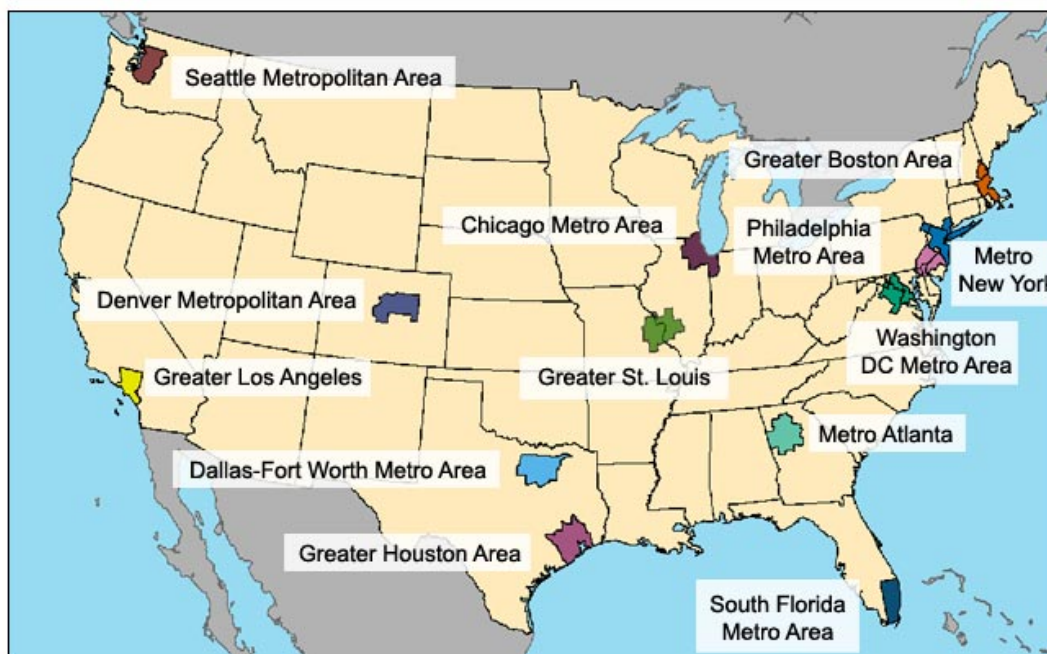 Seattle Metropolitan Area
Greater Boston Area
Chicago Metro Area
Philadelphia
Metro Area
Metro
New York
Denver Metropolitan Area
Washington
DC Metro Area
Greater Los Angeles
Greater St. Louis
Metro Atlanta
Dallas-Fort Worth Metro Area
Greater Houston Area
South Florida
Metro Area